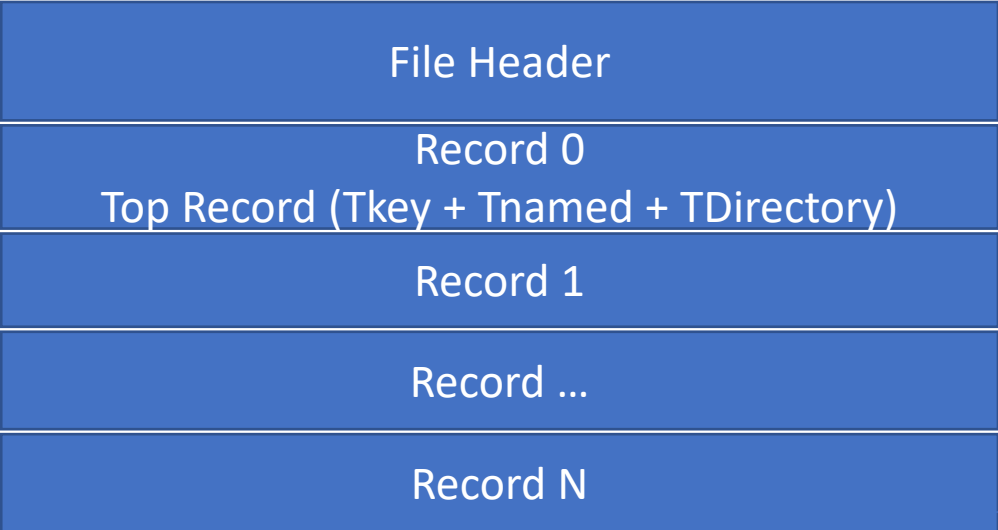 File Header
Record 0
Top Record (Tkey + Tnamed + TDirectory)
Record 1
Record …
Record N